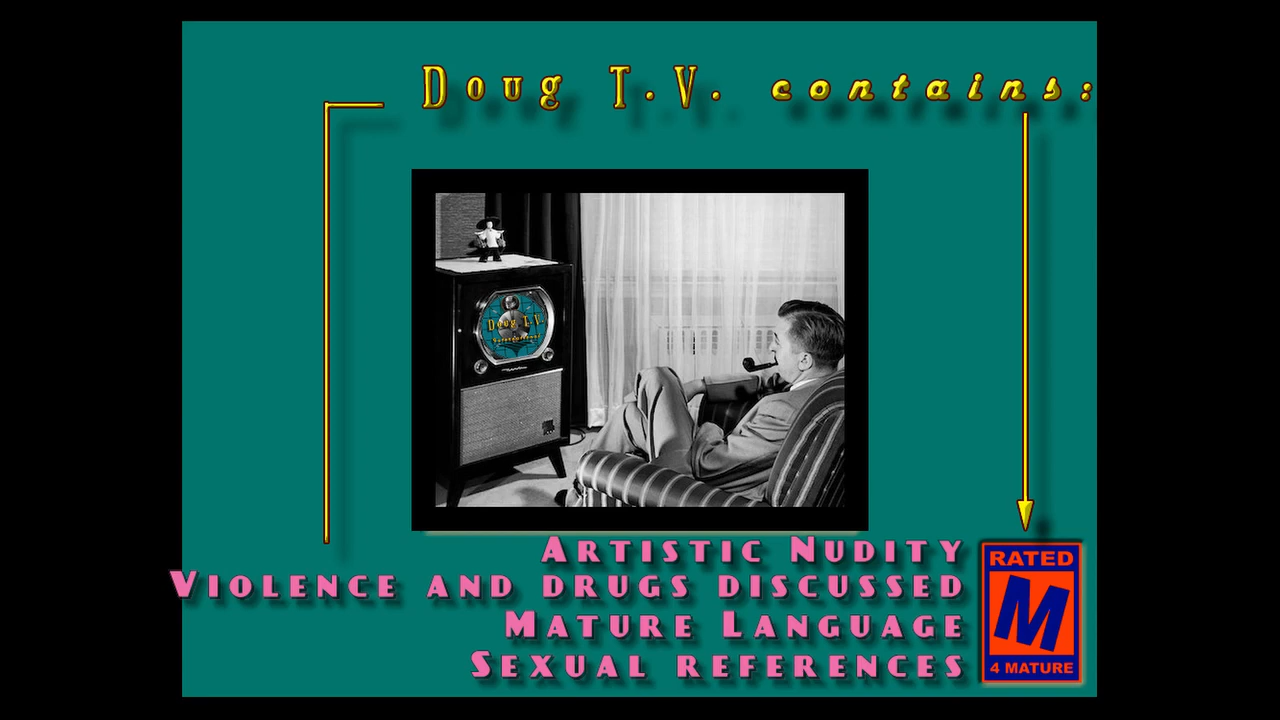 Doug T.V. contains:
Doug T.V.
Artistic Nudity
Violence and drugs discussed
Mature Language
Sexual references
RATED
M
4 MATURE